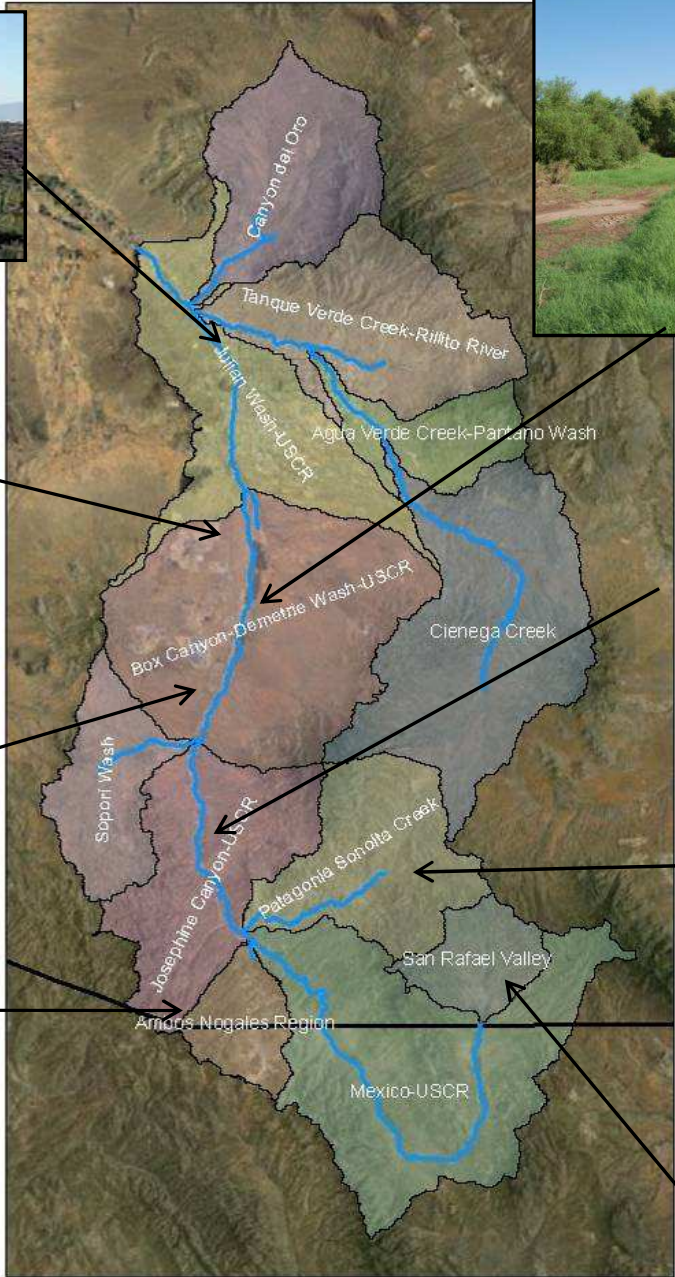 Canyon del Oro
Tanque Verde Creek-Rillito River
Julian Wash-USCR
Agua Verde Creek-Pantano Wash
Box Canyon-Demetrie Wash-USCR
Cienega Creek
Sopori Wash
Josephine Canyon-USCR
Patagonia Sonoita Creek
San Rafael Valley
Ambos Nogales Region
Mexico-USCR